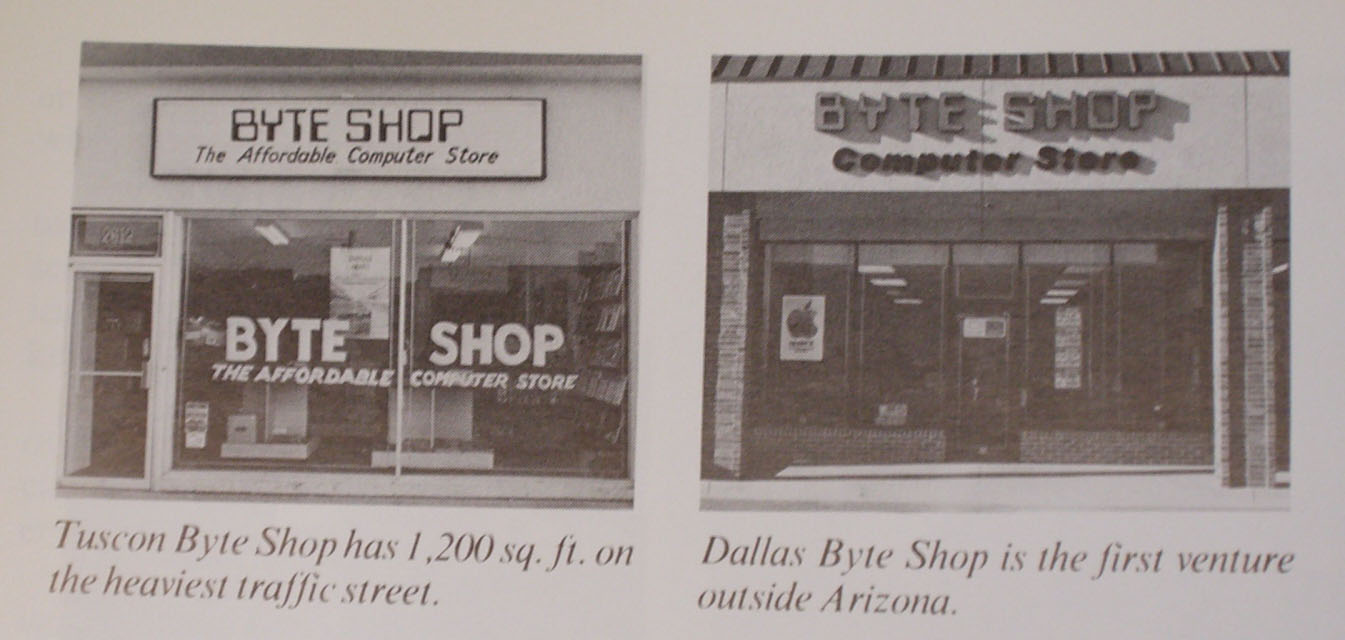 BYTE SHOP
The Affordable Computer Store
2612
BYTE SHOP
THE AFFORDABLE COMPUTER STORE
Tuscon Byte Shop has 1,200 sq. ft. on
the heaviest traffic street.
BYTE SHOP
Computer Store
Dallas Byte Shop is the first venture
outside Arizona.